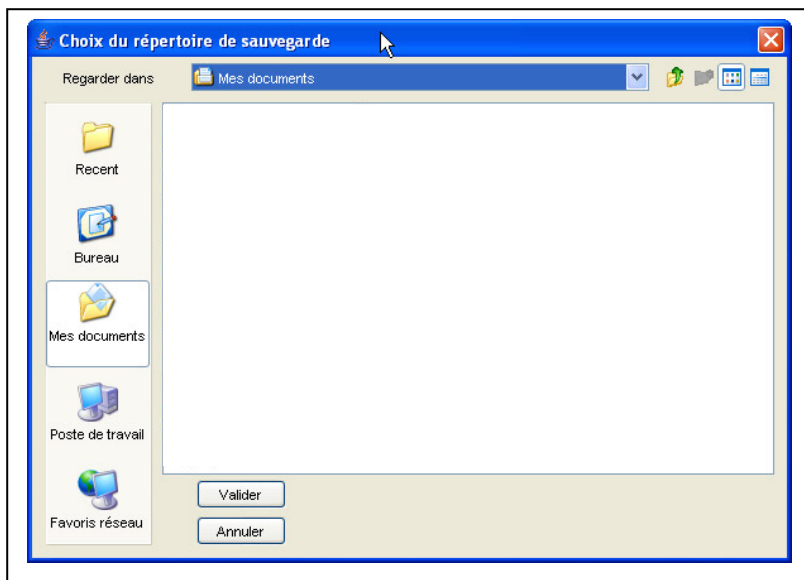 Choix du répertoire de sauvegarde
Regarder dans
Mes documents
Recent
Bureau
Mes documents
Poste de travail
Favoris réseau
Valider
Annuler